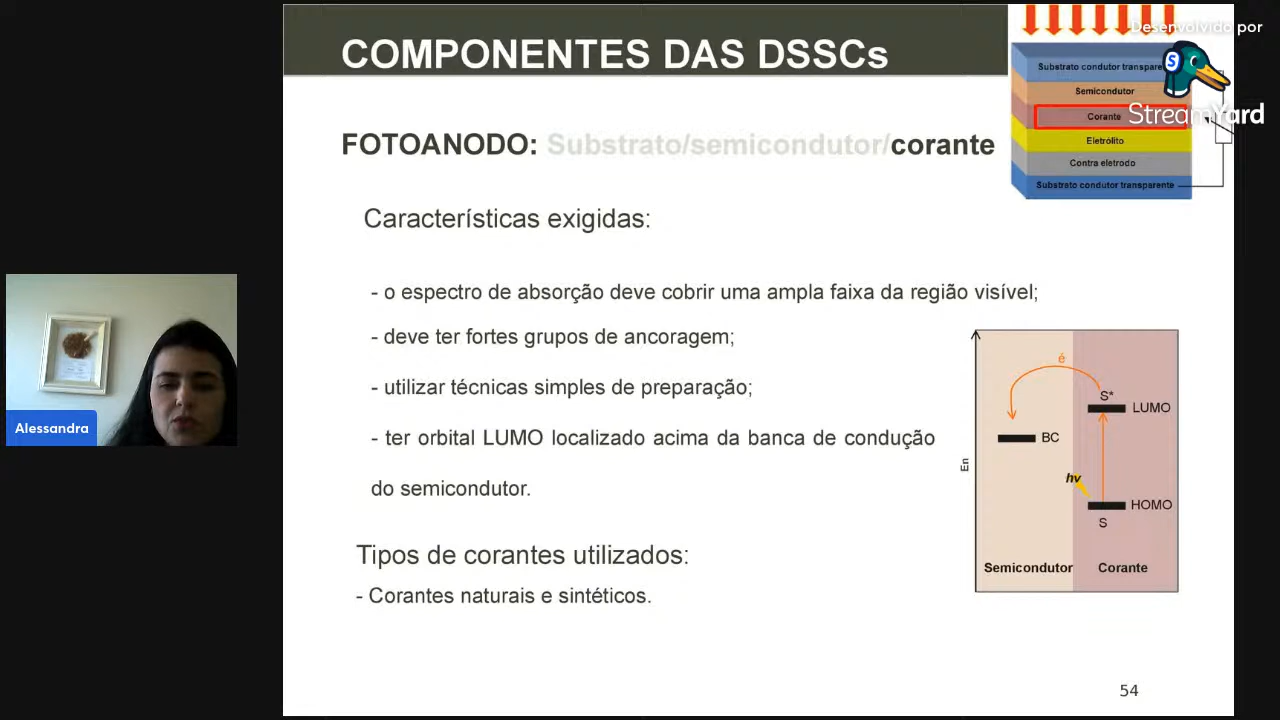 Desenvolvido por
StreamYard
COMPONENTES DAS DSSCs
Substrato condutor transparente
Semicondutor
Corante
Eletrólito
Contra eletrodo
Substrato condutor transparente
FOTOANODO: Substrato/semicondutor/corante
Características exigidas:
- o espectro de absorção deve cobrir uma ampla faixa da região visível;
- deve ter fortes grupos de ancoragem;
- utilizar técnicas simples de preparação;
- ter orbital LUMO localizado acima da banca de condução
do semicondutor.
é
S*
LUMO
BC
En
hν
HOMO
S
Semicondutor
Corante
Tipos de corantes utilizados:
- Corantes naturais e sintéticos.
Alessandra
54